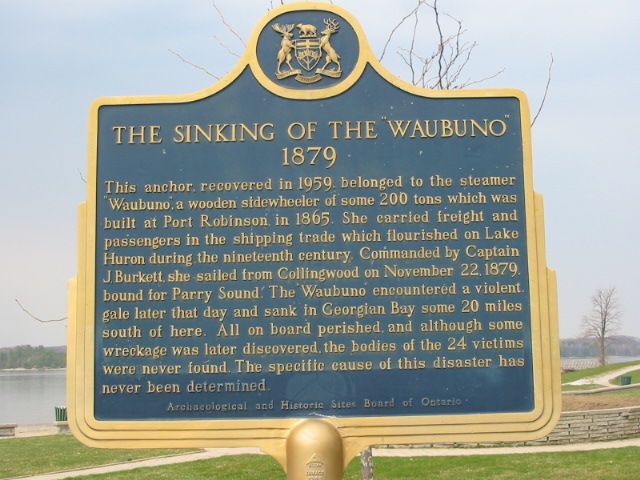 THE SINKING OF THE "WAUBUNO"
1879
This anchor, recovered in 1959, belonged to the steamer
"Waubuno", a wooden sidewheeler of some 200 tons which was
built at Port Robinson in 1865. She carried freight and
passengers in the shipping trade which flourished on Lake
Huron during the nineteenth century. Commanded by Captain
J. Burkett, she sailed from Collingwood on November 22, 1879,
bound for Parry Sound. The "Waubuno" encountered a violent
gale later that day and sank in Georgian Bay some 20 miles
south of here. All on board perished, and although some
wreckage was later discovered, the bodies of the 24 victims
were never found. The specific cause of this disaster has
never been determined.
Archaeological and Historic Sites Board of Ontario